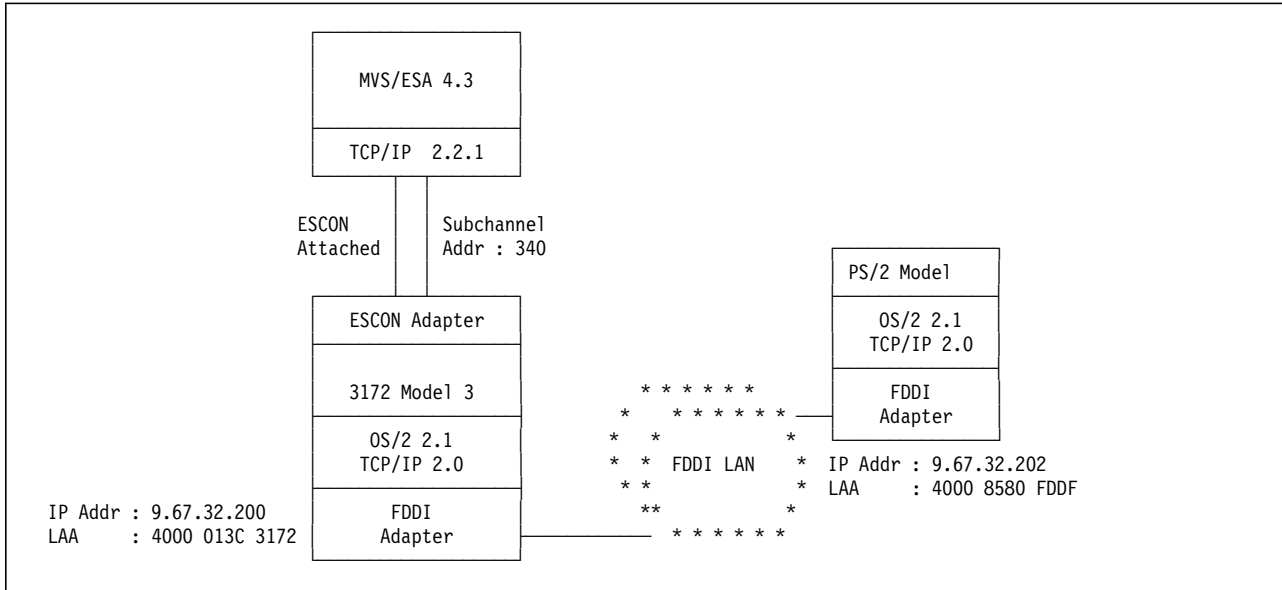 MVS/ESA 4.3
TCP/IP 2.2.1
ESCON Subchannel
Attached Addr : 340
PS/2 Model
ESCON Adapter
OS/2 2.1
TCP/IP 2.0
3172 Model 3
FDDI
Adapter
OS/2 2.1
TCP/IP 2.0
FDDI LAN
IP Addr : 9.67.32.202
LAA : 4000 8580 FDDF
IP Addr : 9.67.32.200
LAA : 4000 013C 3172
FDDI
Adapter